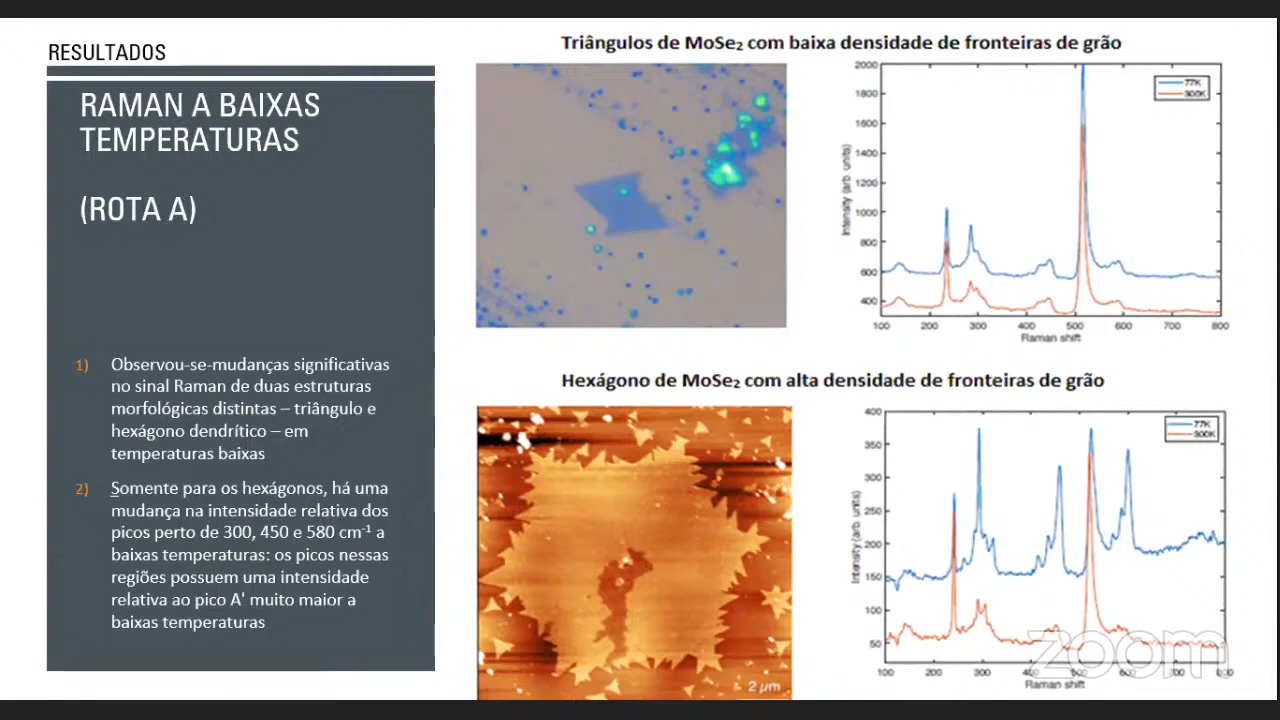 RESULTADOS
RAMAN A BAIXAS
TEMPERATURAS
(ROTA A)
1) Observou-se-mudanças significativas
no sinal Raman de duas estruturas
morfológicas distintas – triângulo e
hexágono dendrítico – em
temperaturas baixas
2) Somente para os hexágonos, há uma
mudança na intensidade relativa dos
picos perto de 300, 450 e 580 cm⁻¹ a
baixas temperaturas: os picos nessas
regiões possuem uma intensidade
relativa ao pico A' muito maior a
baixas temperaturas
Triângulos de MoSe₂ com baixa densidade de fronteiras de grão
2000
1800
1600
1400
1200
1000
800
600
400
Intensity (arb. units)
77K
300K
100 200 300 400 500 600 700 800
Raman shift
Hexágono de MoSe₂ com alta densidade de fronteiras de grão
2 µm
400
350
300
250
200
150
100
50
Intensity (arb. units)
77K
300K
100 200 300 400 500 600 700 800
Raman shift
zoom